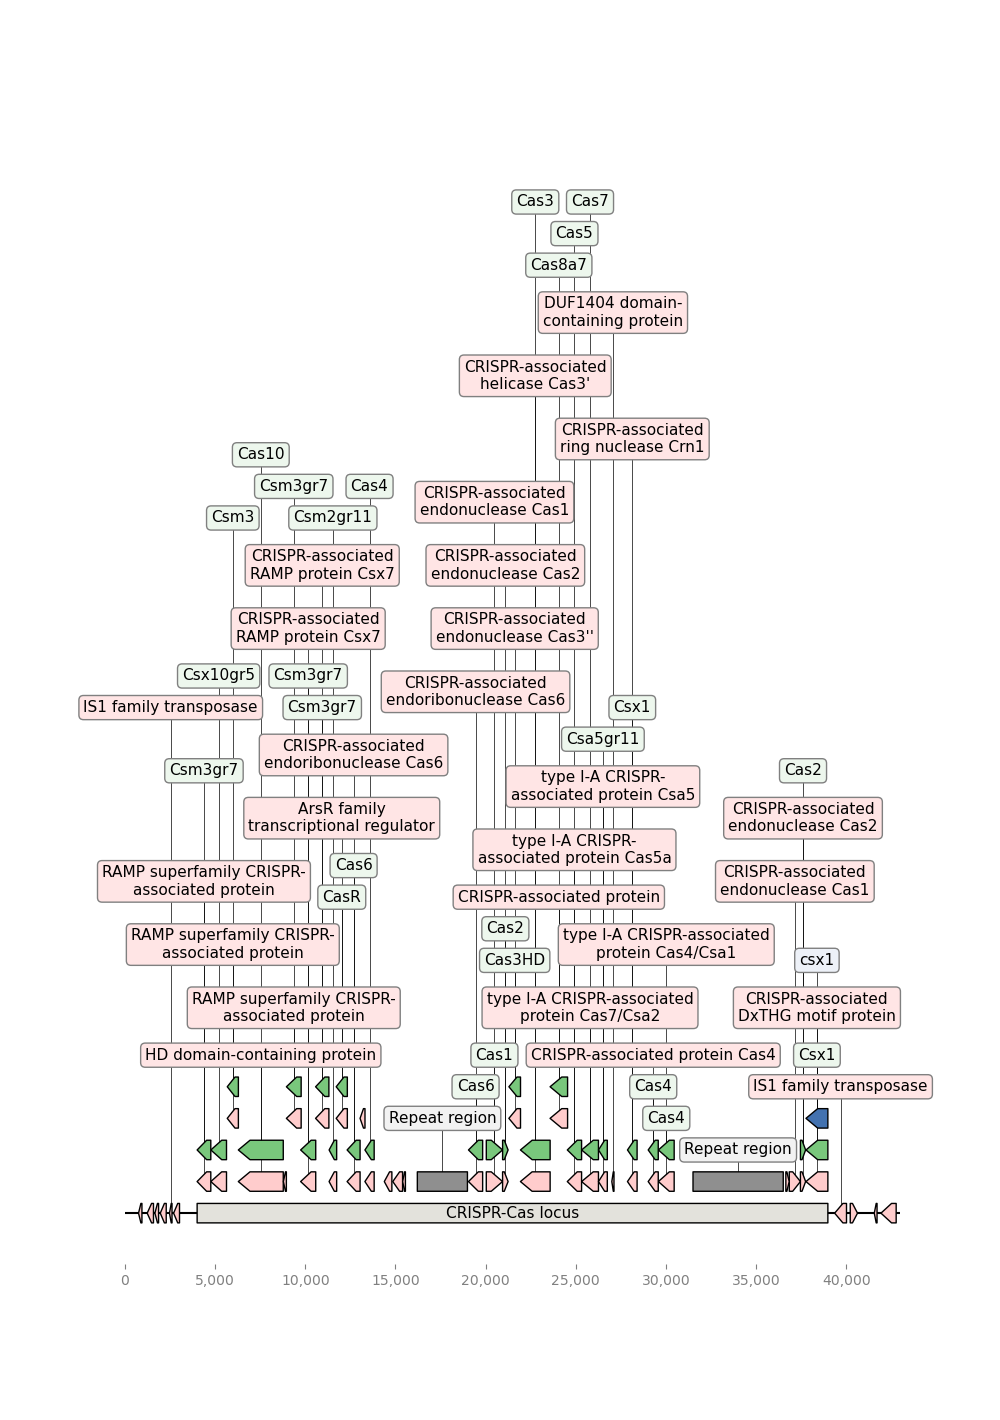 Cas3
Cas7
Cas5
Cas8a7
DUF1404 domain-
containing protein
CRISPR-associated
helicase Cas3'
CRISPR-associated
ring nuclease Crn1
Cas10
Csm3gr7
Cas4
CRISPR-associated
endonuclease Cas1
Csm3
Csm2gr11
CRISPR-associated
RAMP protein Csx7
CRISPR-associated
endonuclease Cas2
CRISPR-associated
RAMP protein Csx7
CRISPR-associated
endonuclease Cas3''
Csx10gr5
Csm3gr7
CRISPR-associated
endoribonuclease Cas6
IS1 family transposase
Csm3gr7
Csx1
Csa5gr11
CRISPR-associated
endoribonuclease Cas6
Csm3gr7
type I-A CRISPR-
associated protein Csa5
Cas2
ArsR family
transcriptional regulator
CRISPR-associated
endonuclease Cas2
type I-A CRISPR-
associated protein Cas5a
Cas6
RAMP superfamily CRISPR-
associated protein
CasR
CRISPR-associated protein
CRISPR-associated
endonuclease Cas1
Cas2
RAMP superfamily CRISPR-
associated protein
type I-A CRISPR-associated
protein Cas4/Csa1
Cas3HD
csx1
RAMP superfamily CRISPR-
associated protein
type I-A CRISPR-associated
protein Cas7/Csa2
CRISPR-associated
DxTHG motif protein
HD domain-containing protein
Cas1
CRISPR-associated protein Cas4
Csx1
Cas6
Cas4
IS1 family transposase
Repeat region
Cas4
Repeat region
CRISPR-Cas locus
0
5,000
10,000
15,000
20,000
25,000
30,000
35,000
40,000